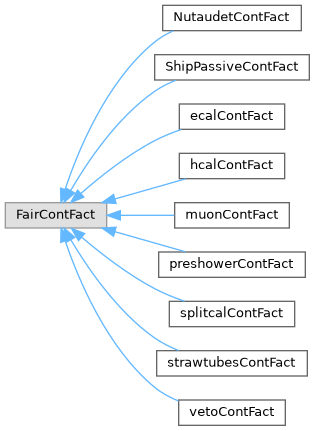 NutaudetContFact
ShipPassiveContFact
ecalContFact
hcalContFact
FairContFact
muonContFact
preshowerContFact
splitcalContFact
strawtubesContFact
vetoContFact